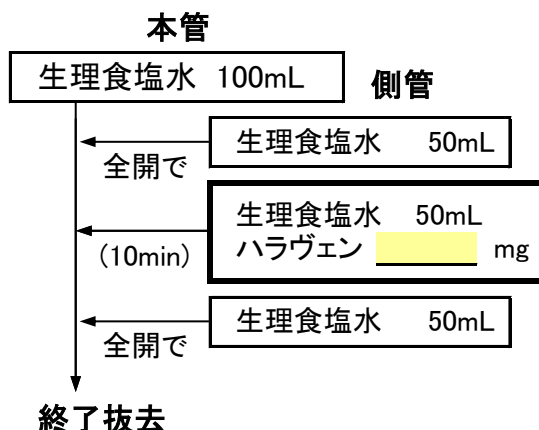 本管
生理食塩水 100mL
側管
生理食塩水 50mL
全開で
生理食塩水 50mL
ハラヴェン mg
(10min)
生理食塩水 50mL
全開で
終了抜去